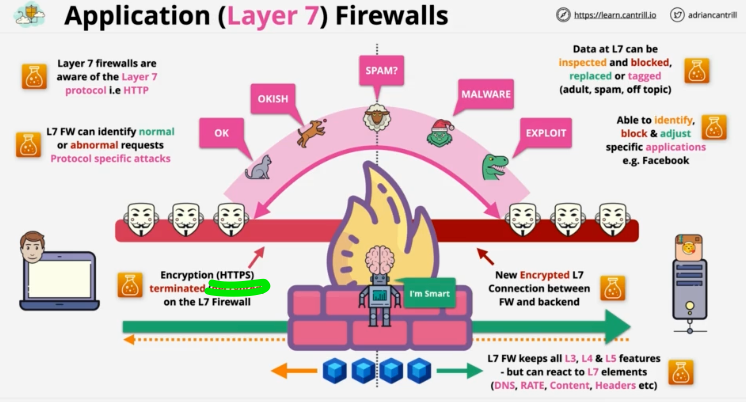 Application (Layer 7) Firewalls
https://learn.cantrill.io
adriancantrill
Layer 7 firewalls are
aware of the Layer 7
protocol i.e HTTP
L7 FW can identify normal
or abnormal requests
Protocol specific attacks
OK
OKISH
SPAM?
MALWARE
EXPLOIT
Data at L7 can be
inspected and blocked,
replaced or tagged
(adult, spam, off topic)
Able to identify,
block & adjust
specific applications
e.g. Facebook
Encryption (HTTPS)
terminated
on the L7 Firewall
I'm Smart
New Encrypted L7
Connection between
FW and backend
L7 FW keeps all L3, L4 & L5 features
- but can react to L7 elements
(DNS, RATE, Content, Headers etc)